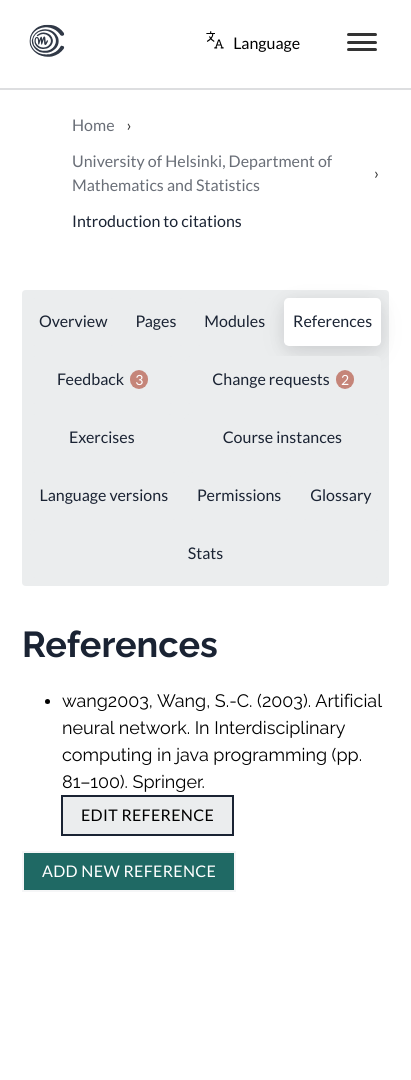 Language
Home ›
University of Helsinki, Department of
Mathematics and Statistics ›
Introduction to citations
Overview Pages Modules References
Feedback 3 Change requests 2
Exercises Course instances
Language versions Permissions Glossary
Stats
References
• wang2003, Wang, S.-C. (2003). Artificial
neural network. In Interdisciplinary
computing in java programming (pp.
81–100). Springer.
EDIT REFERENCE
ADD NEW REFERENCE